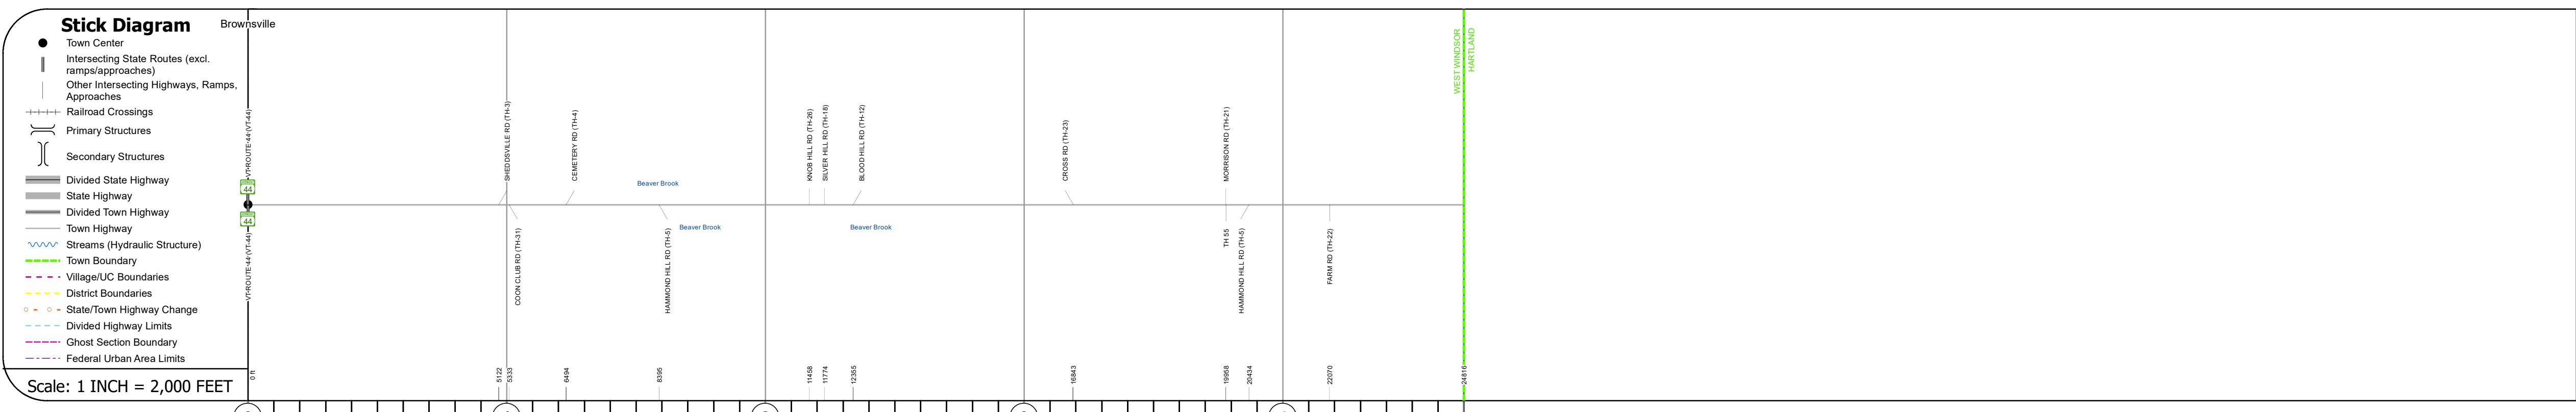 Stick Diagram
Town Center
Intersecting State Routes (excl.
ramps/approaches)
Other Intersecting Highways, Ramps,
Approaches
Railroad Crossings
Primary Structures
Secondary Structures
Divided State Highway
State Highway
Divided Town Highway
Town Highway
Streams (Hydraulic Structure)
Town Boundary
Village/UC Boundaries
District Boundaries
State/Town Highway Change
Divided Highway Limits
Ghost Section Boundary
Federal Urban Area Limits
Scale: 1 INCH = 2,000 FEET
Brownsville
VT-ROUTE-44 (VT-44)
44
44
VT-ROUTE-44 (VT-44)
SHEDDSVILLE RD (TH-3)
CEMETERY RD (TH-4)
KNOB HILL RD (TH-26)
SILVER HILL RD (TH-18)
BLOOD HILL RD (TH-12)
CROSS RD (TH-23)
MORRISON RD (TH-21)
WEST WINDSOR
HARTLAND
Beaver Brook
Beaver Brook
Beaver Brook
COON CLUB RD (TH-31)
HAMMOND HILL RD (TH-5)
TH 55
HAMMOND HILL RD (TH-5)
FARM RD (TH-22)
0 ft
5122
5333
6494
8395
11458
11774
12355
16843
19958
20434
22070
24816